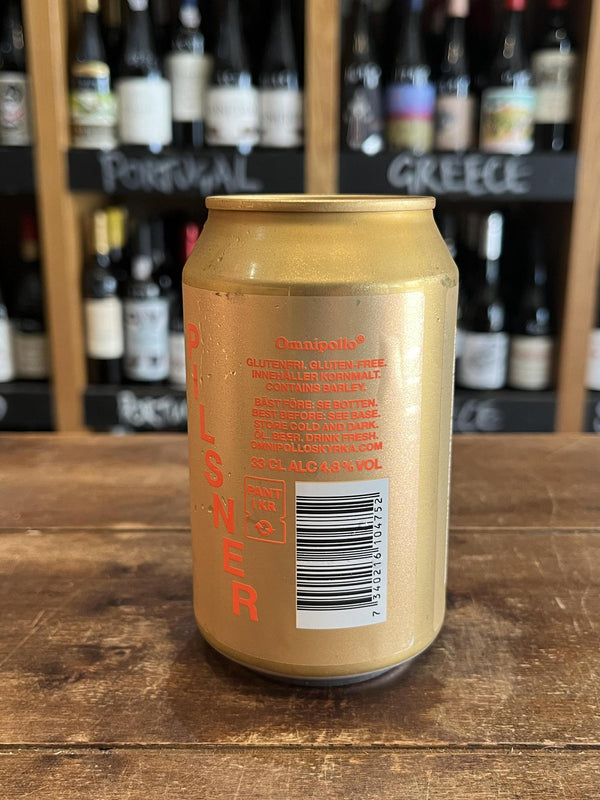 PORTUGAL
GREECE
PILSNER
Omnipollo®
GLUTENFRI. GLUTEN-FREE.
INNEHÅLLER KORNMALT.
CONTAINS BARLEY.
BÄST FÖRE: SE BOTTEN.
BEST BEFORE: SEE BASE.
STORE COLD AND DARK.
ÖL. BEER. DRINK FRESH.
OMNIPOLLOSKYRKA.COM
33 CL ALC 4,8 % VOL
PANT
1 KR
7 340216 104752